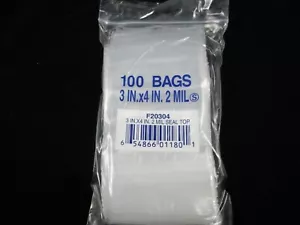 100 BAGS
3 IN.x4 IN. 2 MIL Ⓢ
F20304
3 IN.X4 IN. 2 MIL SEAL TOP
6 54866 01180 1